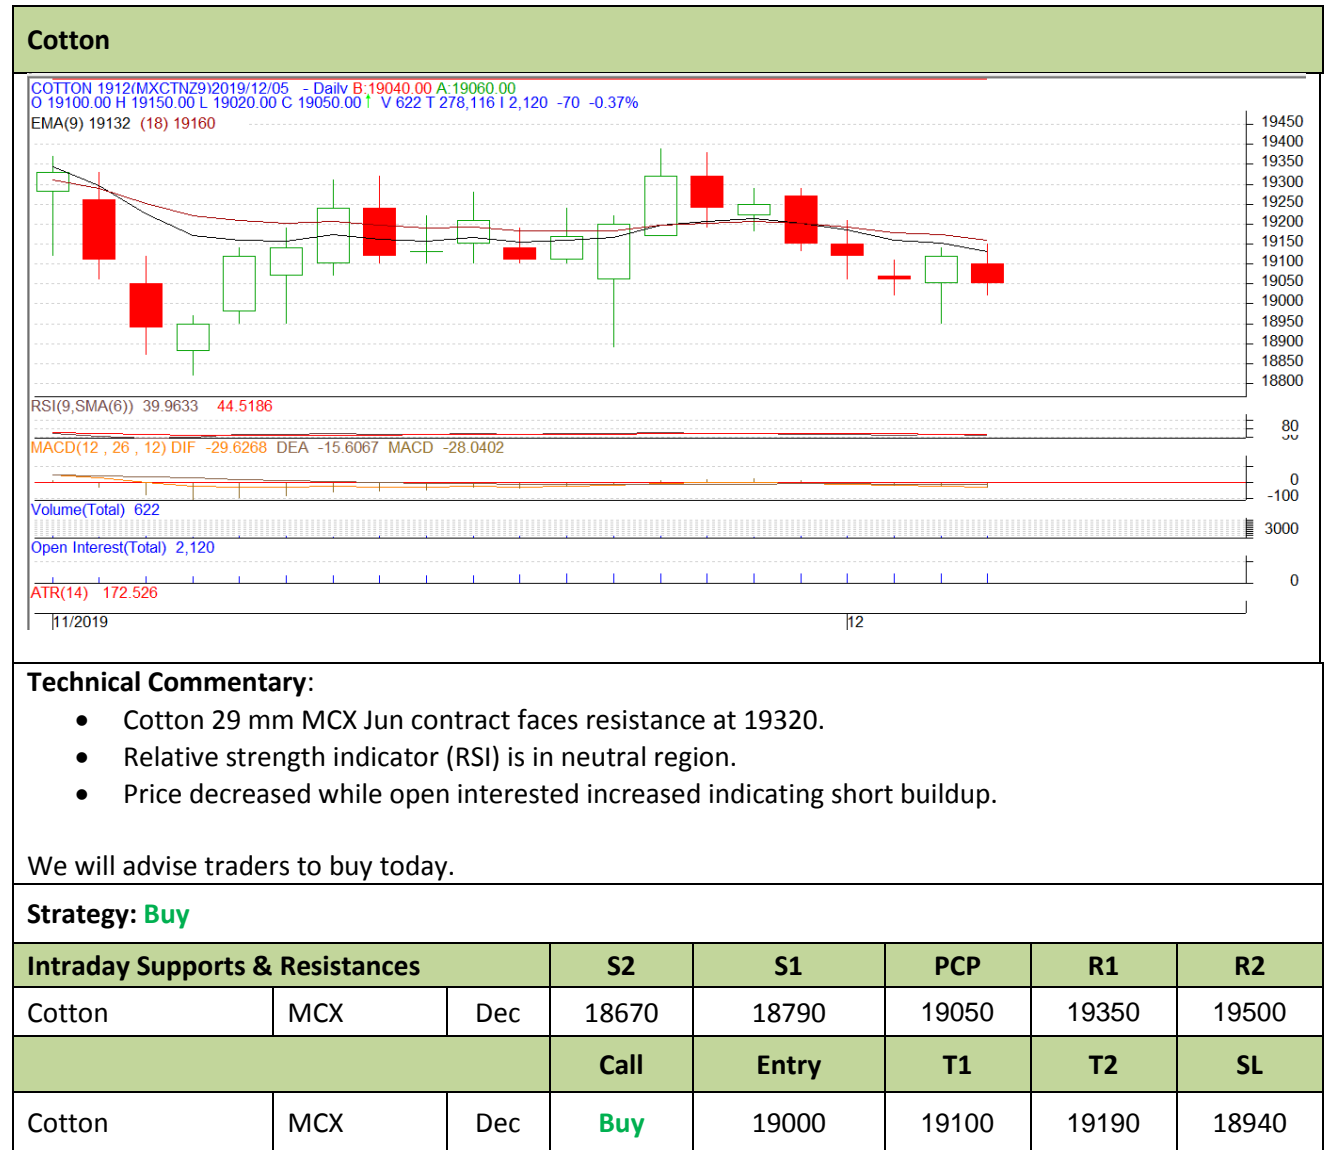 Cotton
COTTON 1912(MXCTNZ9)2019/12/05 - Daily B:19040.00 A:19060.00
O 19100.00 H 19150.00 L 19020.00 C 19050.00↑ V 622 T 278,116 I 2,120 -70 -0.37%
EMA(9) 19132 (18) 19160
19450
19400
19350
19300
19250
19200
19150
19100
19050
19000
18950
18900
18850
18800
RSI(9,SMA(6)) 39.9633 44.5186
80
MACD(12 , 26 , 12) DIF -29.6268 DEA -15.6067 MACD -28.0402
0
-100
Volume(Total) 622
3000
Open Interest(Total) 2,120
0
ATR(14) 172.526
11/2019 12
Technical Commentary:
• Cotton 29 mm MCX Jun contract faces resistance at 19320.
• Relative strength indicator (RSI) is in neutral region.
• Price decreased while open interested increased indicating short buildup.
We will advise traders to buy today.
Strategy: Buy
Intraday Supports & Resistances S2 S1 PCP R1 R2
Cotton MCX Dec 18670 18790 19050 19350 19500
Call Entry T1 T2 SL
Cotton MCX Dec Buy 19000 19100 19190 18940